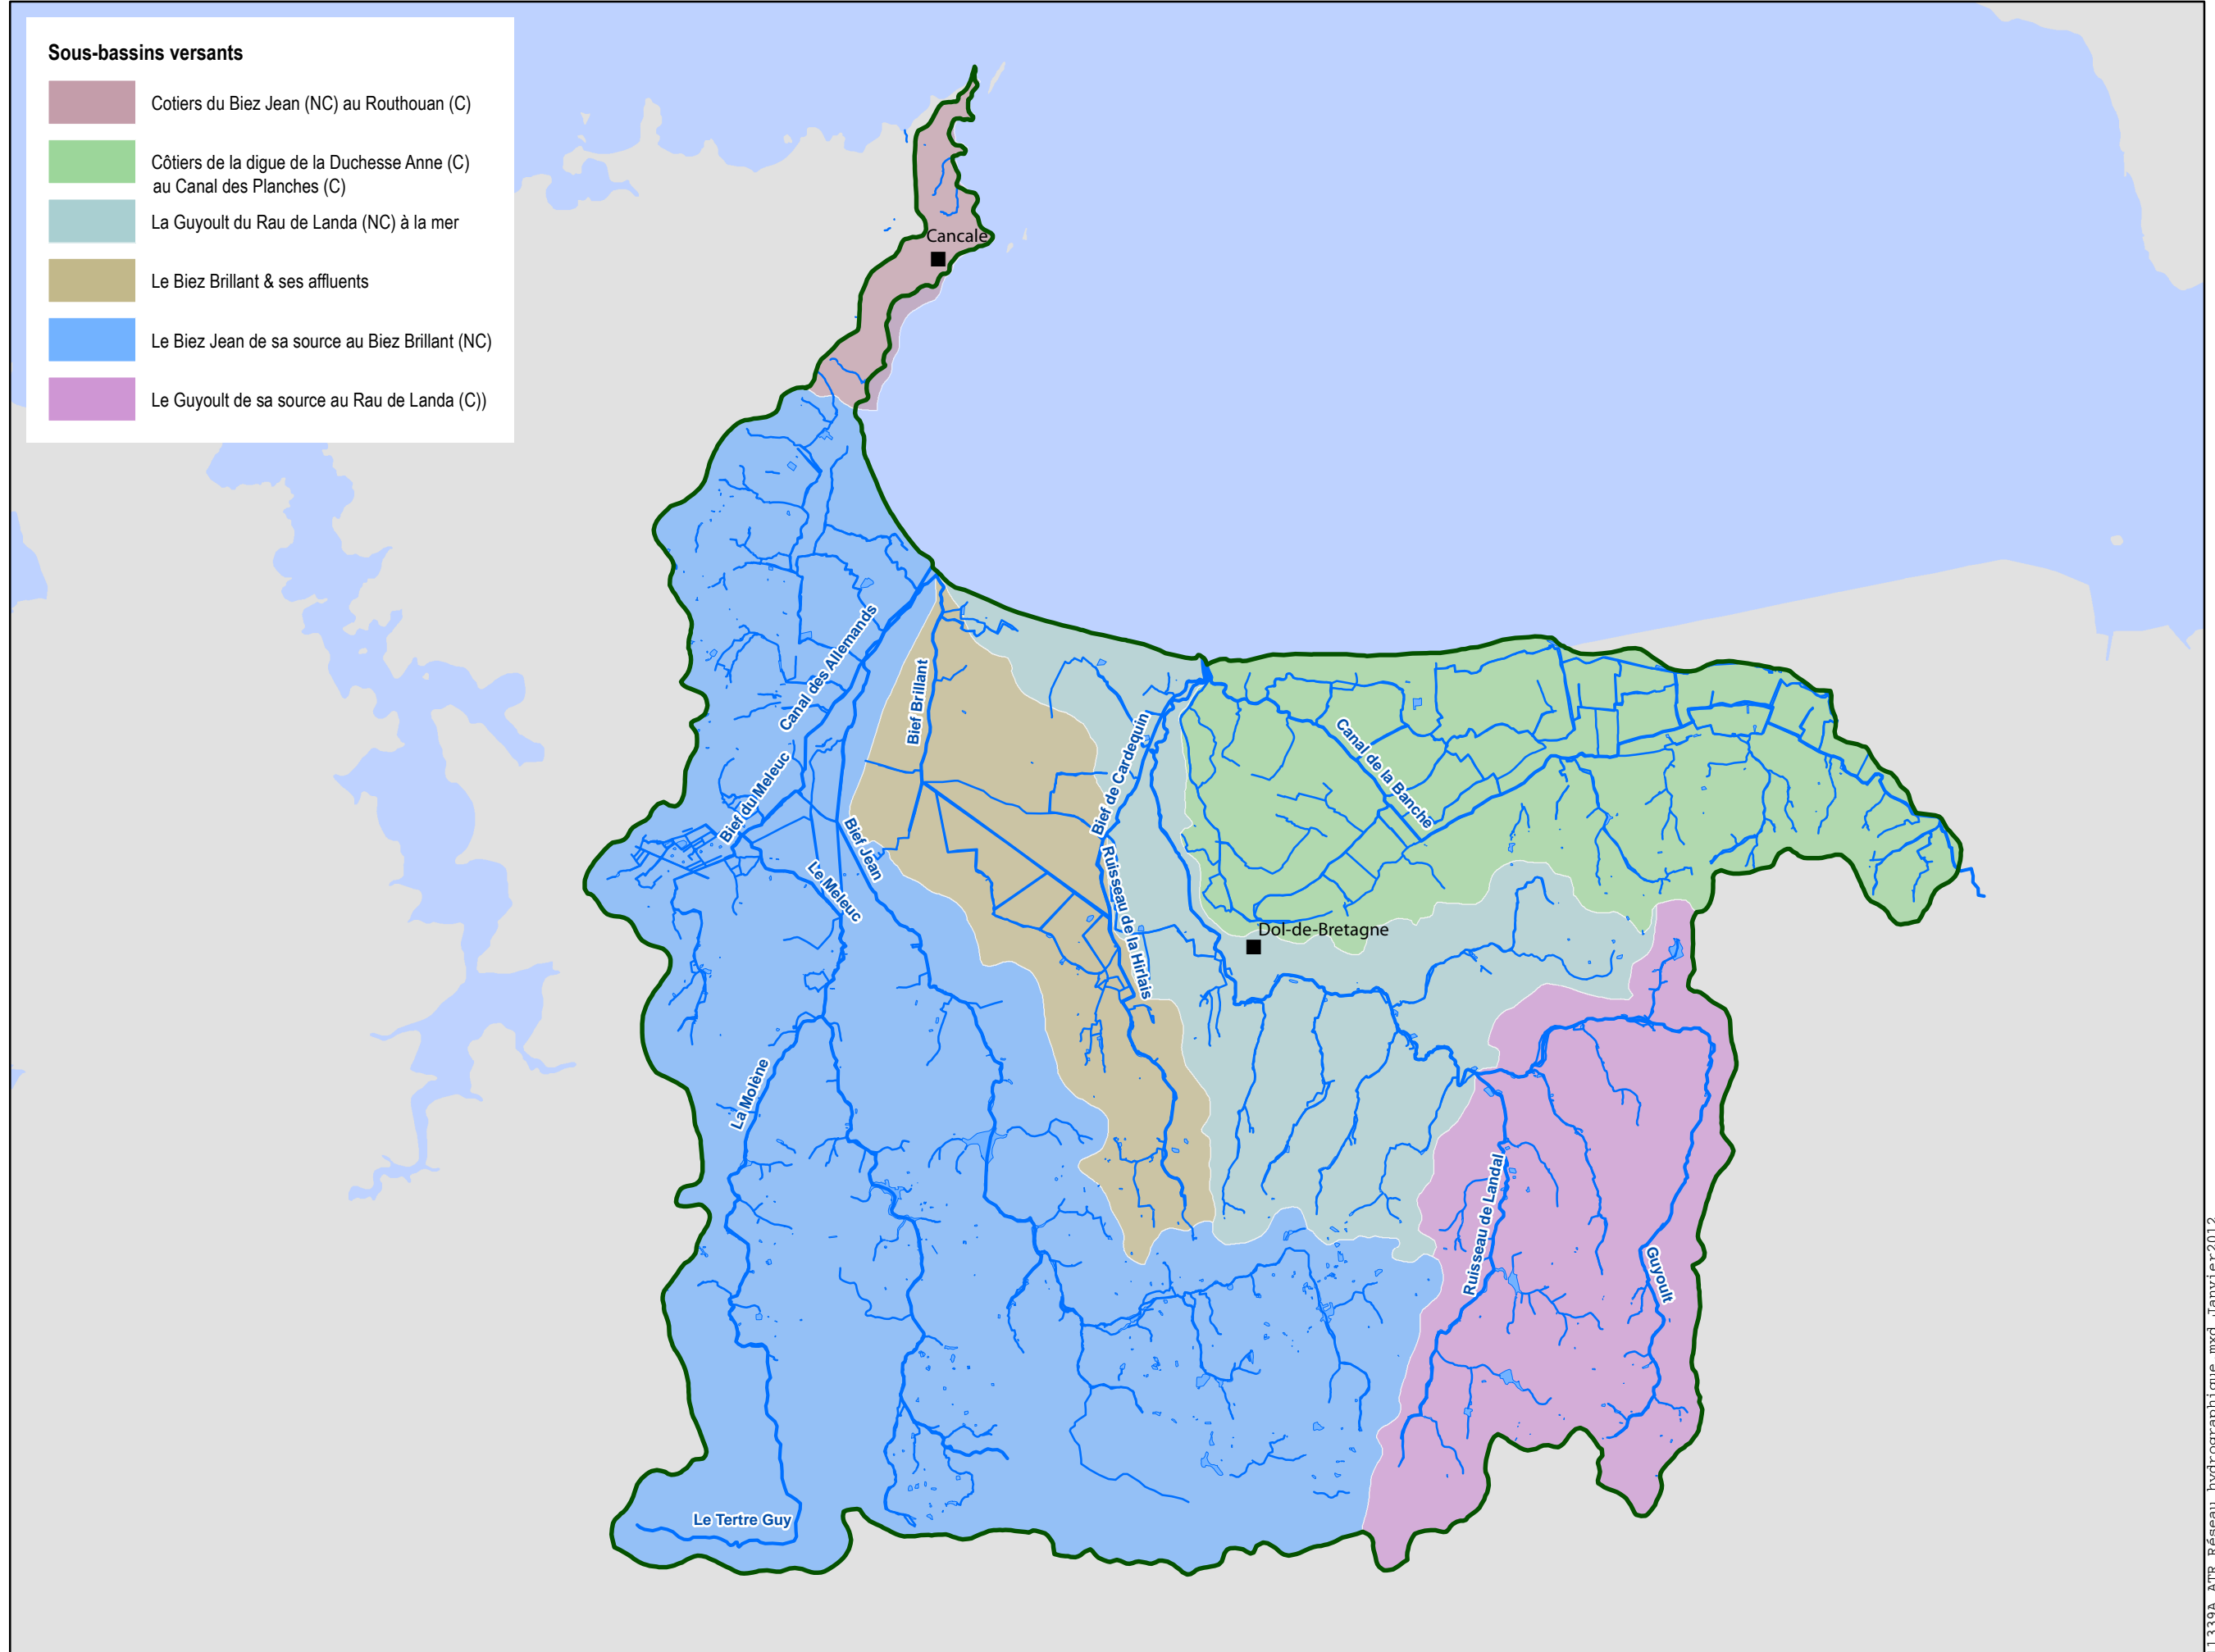 Sous-bassins versants
Cotiers du Biez Jean (NC) au Routhouan (C)
Côtiers de la digue de la Duchesse Anne (C)
au Canal des Planches (C)
La Guyoult du Rau de Landa (NC) à la mer
Le Biez Brillant & ses affluents
Le Biez Jean de sa source au Biez Brillant (NC)
Le Guyoult de sa source au Rau de Landa (C))
Cancale
Canal des Allemands
Bief Brillant
Bief du Meleuc
Bief Jean
Le Meleuc
Bief de Cardequin
Canal de la Banche
Ruisseau de la Hirlais
Dol-de-Bretagne
La Molène
Ruisseau de Landal
Guyoult
Le Tertre Guy
1339A_ATR_Réseau_hydrographique.mxd_Janvier2012